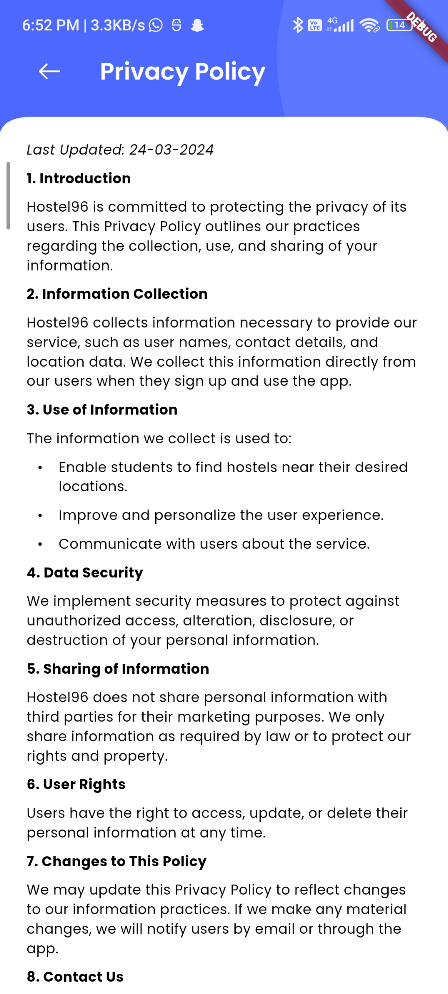 6:52 PM | 3.3KB/s
4G
14
DEBUG
Privacy Policy
Last Updated: 24-03-2024
1. Introduction
Hostel96 is committed to protecting the privacy of its
users. This Privacy Policy outlines our practices
regarding the collection, use, and sharing of your
information.
2. Information Collection
Hostel96 collects information necessary to provide our
service, such as user names, contact details, and
location data. We collect this information directly from
our users when they sign up and use the app.
3. Use of Information
The information we collect is used to:
• Enable students to find hostels near their desired
locations.
• Improve and personalize the user experience.
• Communicate with users about the service.
4. Data Security
We implement security measures to protect against
unauthorized access, alteration, disclosure, or
destruction of your personal information.
5. Sharing of Information
Hostel96 does not share personal information with
third parties for their marketing purposes. We only
share information as required by law or to protect our
rights and property.
6. User Rights
Users have the right to access, update, or delete their
personal information at any time.
7. Changes to This Policy
We may update this Privacy Policy to reflect changes
to our information practices. If we make any material
changes, we will notify users by email or through the
app.
8. Contact Us